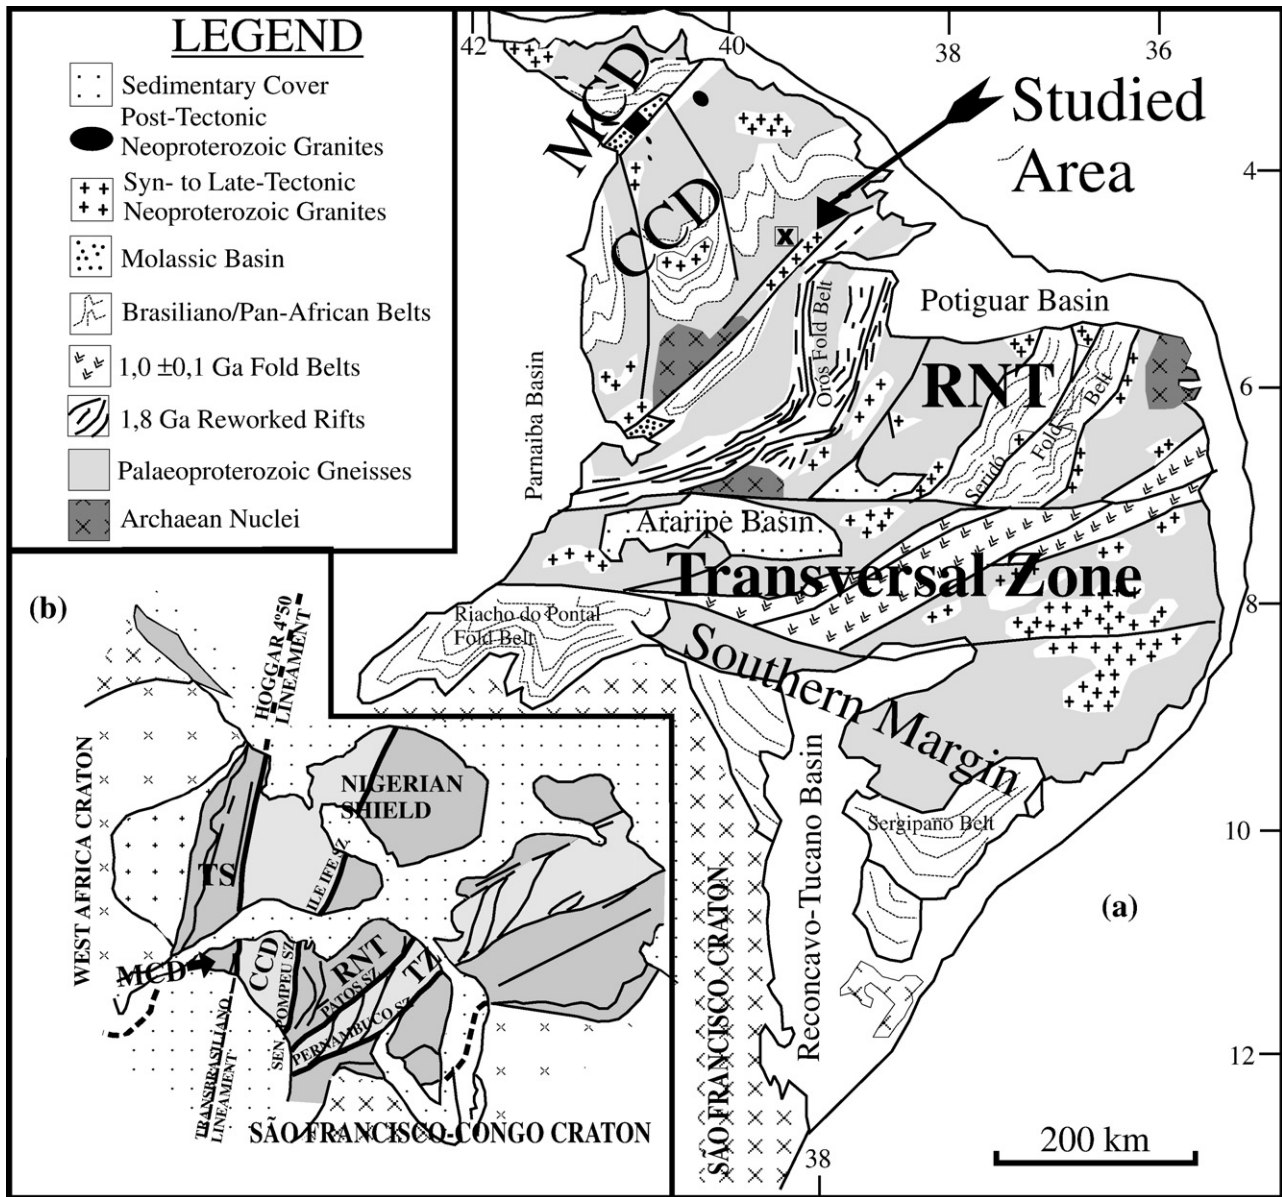 LEGEND
Sedimentary Cover
Post-Tectonic
Neoproterozoic Granites
Syn- to Late-Tectonic
Neoproterozoic Granites
Molassic Basin
Brasiliano/Pan-African Belts
1,0 ±0,1 Ga Fold Belts
1,8 Ga Reworked Rifts
Palaeoproterozoic Gneisses
Archaean Nuclei
42
40
38
36
4
6
8
10
12
38
MCD
CCD
Studied
Area
X
Potiguar Basin
Orós Fold Belt
RNT
Parnaiba Basin
Seridó Fold Belt
Araripe Basin
Transversal Zone
Riacho do Pontal
Fold Belt
Southern Margin
Sergipano Belt
Reconcavo-Tucano Basin
SÃO FRANCISCO CRATON
(a)
200 km
(b)
HOGGAR 4º50
LINEAMENT
WEST AFRICA CRATON
NIGERIAN
SHIELD
TS
ILE IFE SZ.
MCD
CCD
SEN. POMPEU SZ.
RNT
PATOS SZ.
TZ
PERNAMBUCO SZ.
TRANSBRASILIANO
LINEAMENT
SÃO FRANCISCO-CONGO CRATON